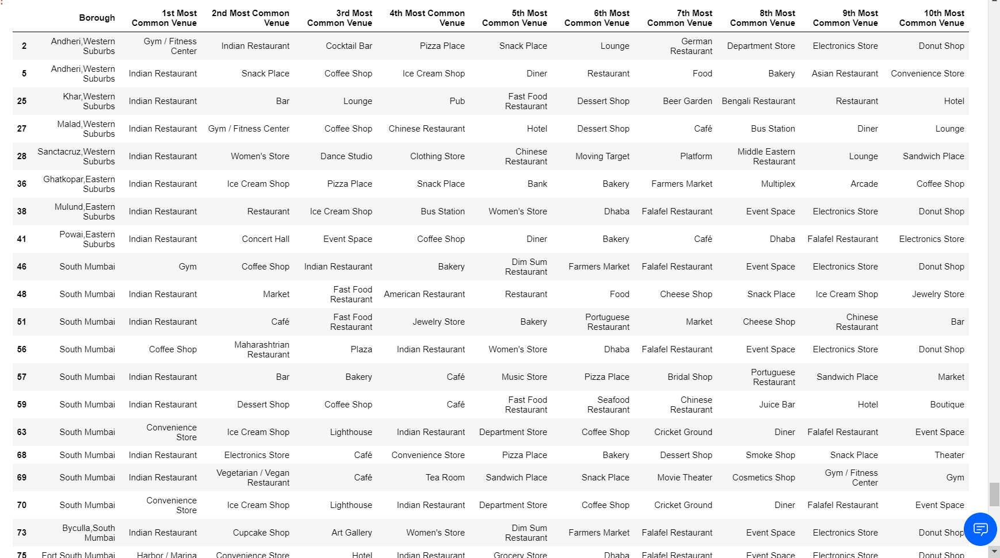 Borough 1st Most Common Venue 2nd Most Common Venue 3rd Most Common Venue 4th Most Common Venue 5th Most Common Venue 6th Most Common Venue 7th Most Common Venue 8th Most Common Venue 9th Most Common Venue 10th Most Common Venue
2 Andheri,Western Suburbs Gym / Fitness Center Indian Restaurant Cocktail Bar Pizza Place Snack Place Lounge German Restaurant Department Store Electronics Store Donut Shop
5 Andheri,Western Suburbs Indian Restaurant Snack Place Coffee Shop Ice Cream Shop Diner Restaurant Food Bakery Asian Restaurant Convenience Store
25 Khar,Western Suburbs Indian Restaurant Bar Lounge Pub Fast Food Restaurant Dessert Shop Beer Garden Bengali Restaurant Restaurant Hotel
27 Malad,Western Suburbs Indian Restaurant Gym / Fitness Center Coffee Shop Chinese Restaurant Hotel Dessert Shop Café Bus Station Diner Lounge
28 Sanctacruz,Western Suburbs Indian Restaurant Women's Store Dance Studio Clothing Store Chinese Restaurant Moving Target Platform Middle Eastern Restaurant Lounge Sandwich Place
36 Ghatkopar,Eastern Suburbs Indian Restaurant Ice Cream Shop Pizza Place Snack Place Bank Bakery Farmers Market Multiplex Arcade Coffee Shop
38 Mulund,Eastern Suburbs Indian Restaurant Restaurant Ice Cream Shop Bus Station Women's Store Dhaba Falafel Restaurant Event Space Electronics Store Donut Shop
41 Powai,Eastern Suburbs Indian Restaurant Concert Hall Event Space Coffee Shop Diner Bakery Café Dhaba Falafel Restaurant Electronics Store
46 South Mumbai Gym Coffee Shop Indian Restaurant Bakery Dim Sum Restaurant Farmers Market Falafel Restaurant Event Space Electronics Store Donut Shop
48 South Mumbai Indian Restaurant Market Fast Food Restaurant American Restaurant Restaurant Food Cheese Shop Snack Place Ice Cream Shop Jewelry Store
51 South Mumbai Indian Restaurant Café Fast Food Restaurant Jewelry Store Bakery Portuguese Restaurant Market Cheese Shop Chinese Restaurant Bar
56 South Mumbai Coffee Shop Maharashtrian Restaurant Plaza Indian Restaurant Women's Store Dhaba Falafel Restaurant Event Space Electronics Store Donut Shop
57 South Mumbai Indian Restaurant Bar Bakery Café Music Store Pizza Place Bridal Shop Portuguese Restaurant Sandwich Place Market
59 South Mumbai Indian Restaurant Dessert Shop Coffee Shop Café Fast Food Restaurant Seafood Restaurant Chinese Restaurant Juice Bar Hotel Boutique
63 South Mumbai Convenience Store Ice Cream Shop Lighthouse Indian Restaurant Department Store Coffee Shop Cricket Ground Diner Falafel Restaurant Event Space
68 South Mumbai Indian Restaurant Electronics Store Café Convenience Store Pizza Place Bakery Dessert Shop Smoke Shop Snack Place Theater
69 South Mumbai Indian Restaurant Vegetarian / Vegan Restaurant Café Tea Room Sandwich Place Snack Place Movie Theater Cosmetics Shop Gym / Fitness Center Gym
70 South Mumbai Convenience Store Ice Cream Shop Lighthouse Indian Restaurant Department Store Coffee Shop Cricket Ground Diner Falafel Restaurant Event Space
73 Byculla,South Mumbai Indian Restaurant Cupcake Shop Art Gallery Women's Store Dim Sum Restaurant Farmers Market Falafel Restaurant Event Space Electronics Store Donut Shop
75 Fort South Mumbai Harbor / Marina Convenience Store Hotel Indian Restaurant Grocery Store Dhaba Falafel Restaurant Event Space Electronics Store Donut Shop